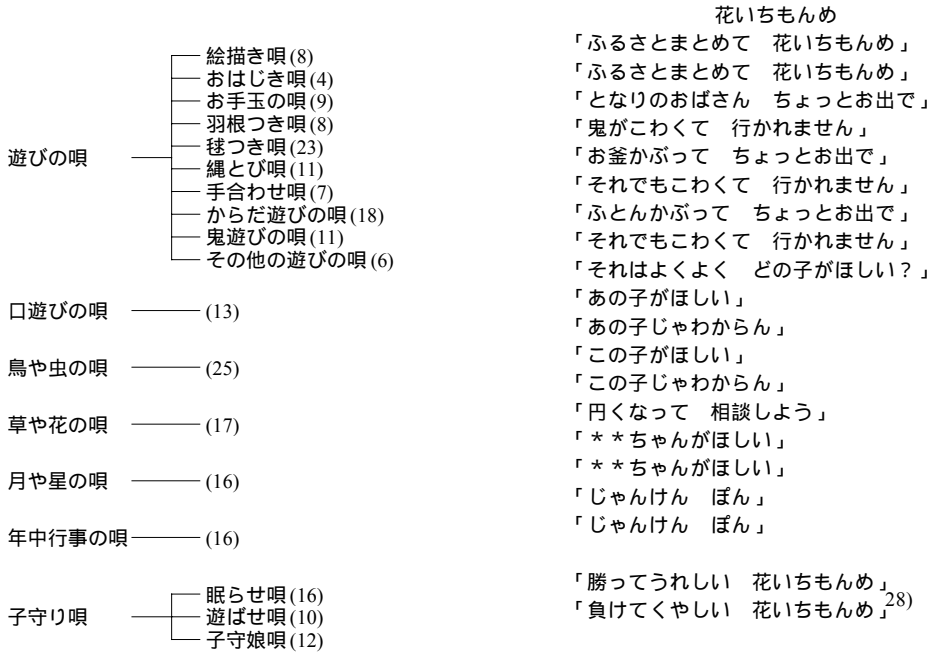 遊びの唄
絵描き唄(8)
おはじき唄(4)
お手玉の唄(9)
羽根つき唄(8)
毬つき唄(23)
縄とび唄(11)
手合わせ唄(7)
からだ遊びの唄(18)
鬼遊びの唄(11)
その他の遊びの唄(6)
口遊びの唄 (13)
鳥や虫の唄 (25)
草や花の唄 (17)
月や星の唄 (16)
年中行事の唄 (16)
子守り唄
眠らせ唄(16)
遊ばせ唄(10)
子守娘唄(12)
花いちもんめ
「ふるさとまとめて 花いちもんめ」
「ふるさとまとめて 花いちもんめ」
「となりのおばさん ちょっとお出で」
「鬼がこわくて 行かれません」
「お釜かぶって ちょっとお出で」
「それでもこわくて 行かれません」
「ふとんかぶって ちょっとお出で」
「それでもこわくて 行かれません」
「それはよくよく どの子がほしい?」
「あの子がほしい」
「あの子じゃわからん」
「この子がほしい」
「この子じゃわからん」
「円くなって 相談しよう」
「**ちゃんがほしい」
「**ちゃんがほしい」
「じゃんけん ぽん」
「じゃんけん ぽん」
「勝ってうれしい 花いちもんめ」
「負けてくやしい 花いちもんめ」28)